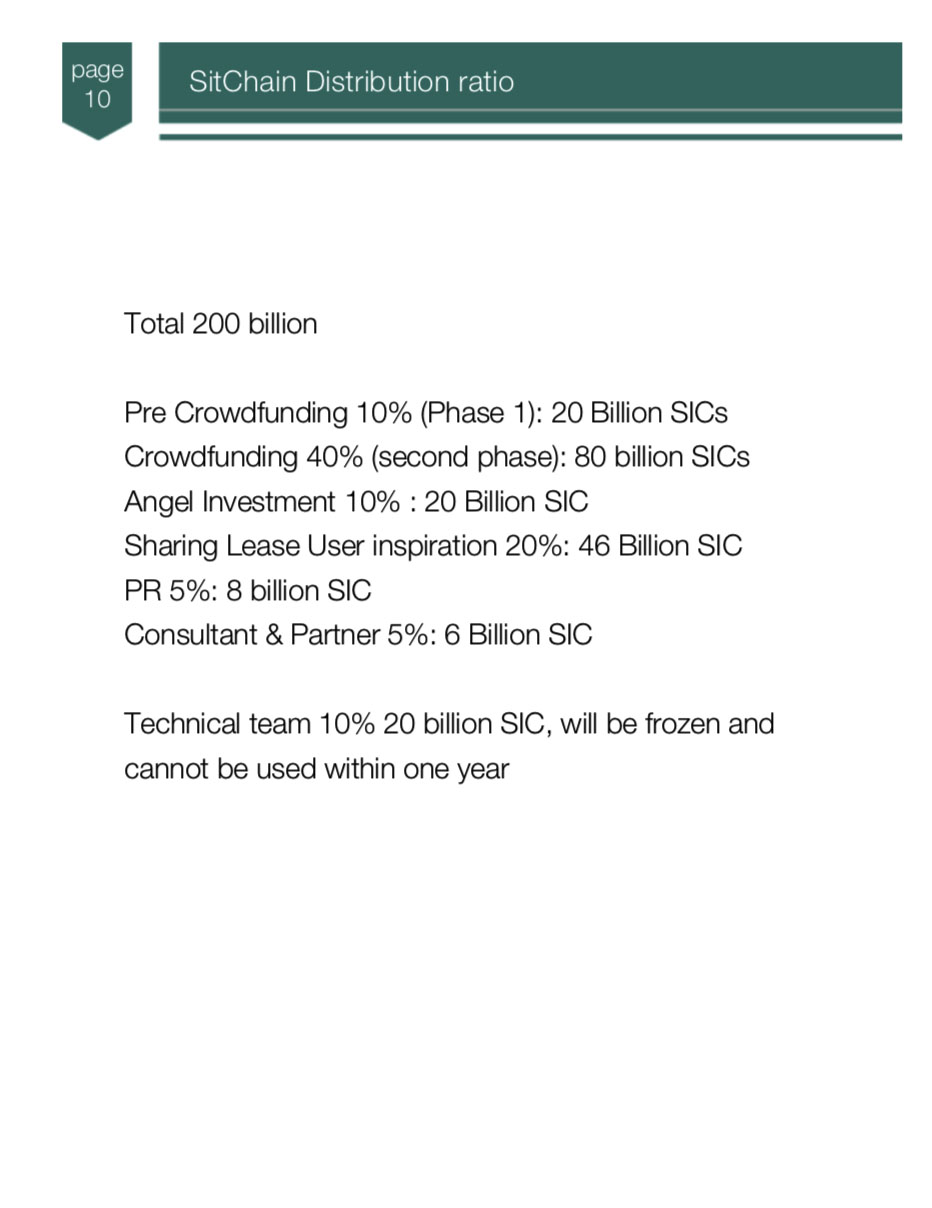 page
10
SitChain Distribution ratio
Total 200 billion
Pre Crowdfunding 10% (Phase 1): 20 Billion SICs
Crowdfunding 40% (second phase): 80 billion SICs
Angel Investment 10% : 20 Billion SIC
Sharing Lease User inspiration 20%: 46 Billion SIC
PR 5%: 8 billion SIC
Consultant & Partner 5%: 6 Billion SIC
Technical team 10% 20 billion SIC, will be frozen and
cannot be used within one year